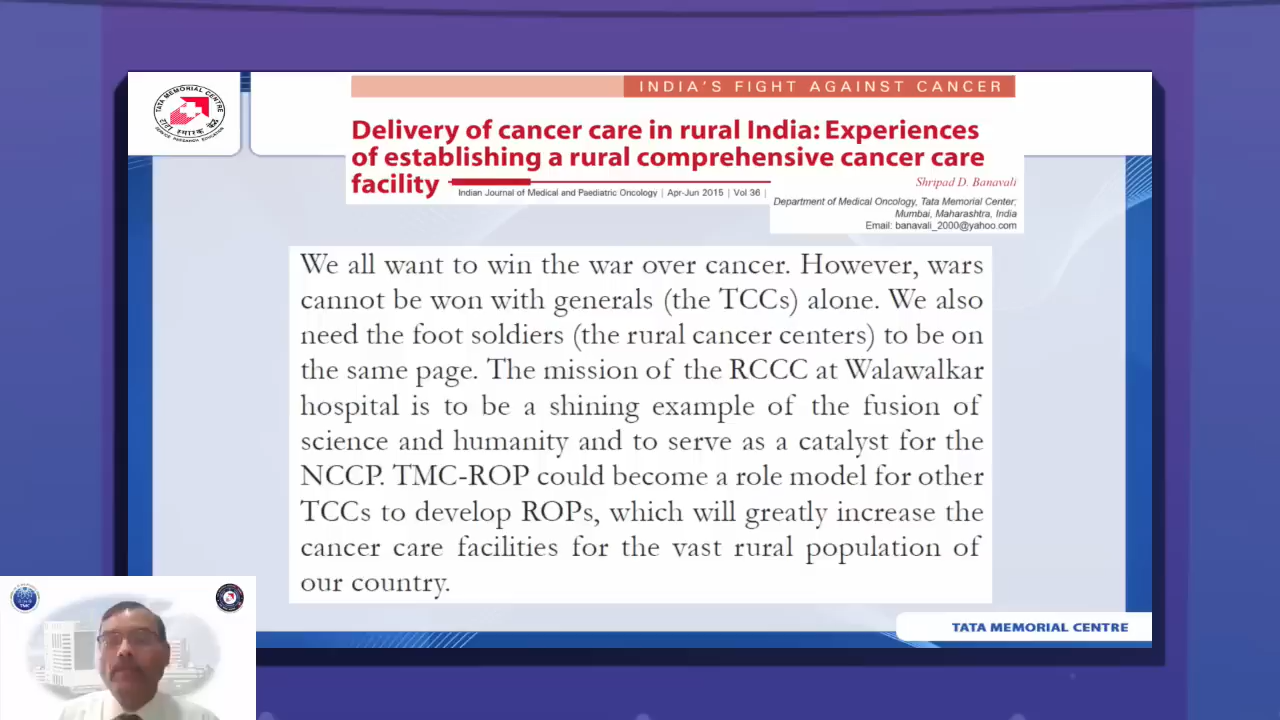 TATA MEMORIAL CENTRE
टाटा स्मारक केंद्र
INDIA'S FIGHT AGAINST CANCER
Delivery of cancer care in rural India: Experiences
of establishing a rural comprehensive cancer care
facility
Indian Journal of Medical and Paediatric Oncology | Apr-Jun 2015 | Vol 36 |
Shripad D. Banavali
Department of Medical Oncology, Tata Memorial Center;
Mumbai, Maharashtra, India
Email: banavali_2000@yahoo.com
We all want to win the war over cancer. However, wars
cannot be won with generals (the TCCs) alone. We also
need the foot soldiers (the rural cancer centers) to be on
the same page. The mission of the RCCC at Walawalkar
hospital is to be a shining example of the fusion of
science and humanity and to serve as a catalyst for the
NCCP. TMC-ROP could become a role model for other
TCCs to develop ROPs, which will greatly increase the
cancer care facilities for the vast rural population of
our country.
TMC
TATA MEMORIAL CENTRE